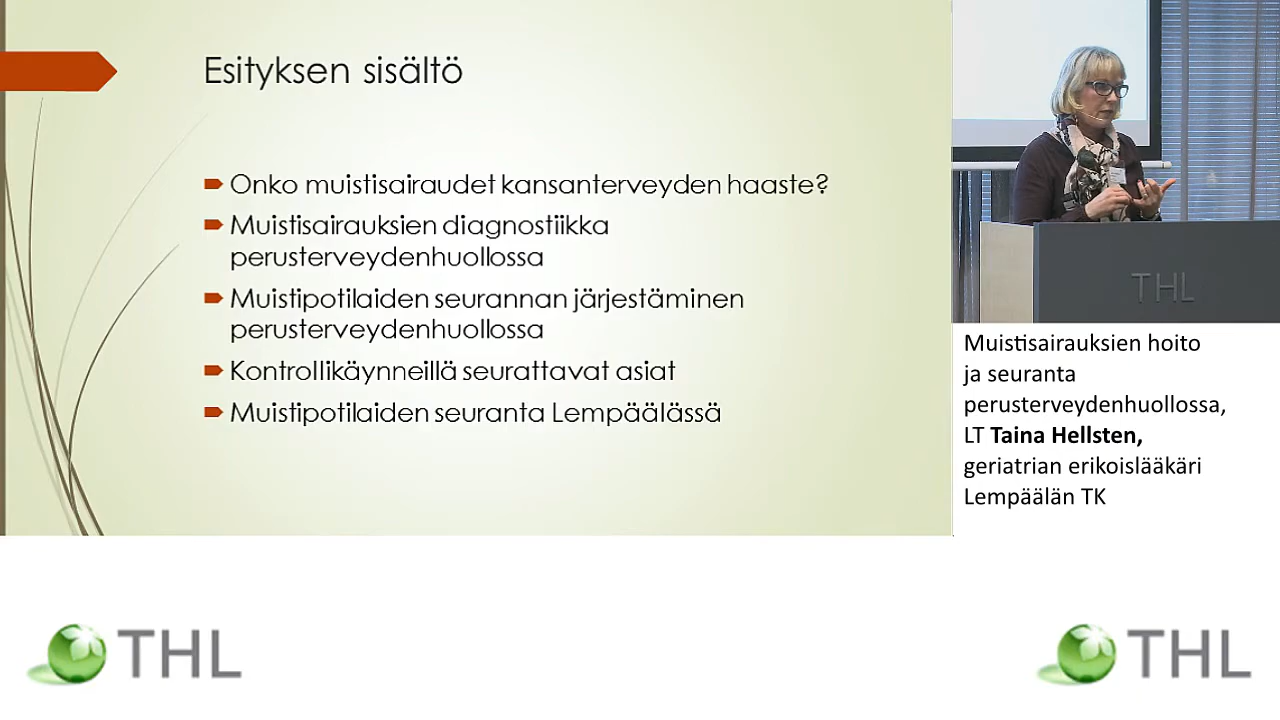 Esityksen sisältö
Onko muistisairaudet kansanterveyden haaste?
Muistisairauksien diagnostiikka
perusterveydenhuollossa
Muistipotilaiden seurannan järjestäminen
perusterveydenhuollossa
Kontrollikäynneillä seurattavat asiat
Muistipotilaiden seuranta Lempäälässä
THL
Muistisairauksien hoito
ja seuranta
perusterveydenhuollossa,
LT Taina Hellsten,
geriatrian erikoislääkäri
Lempäälän TK
THL
THL